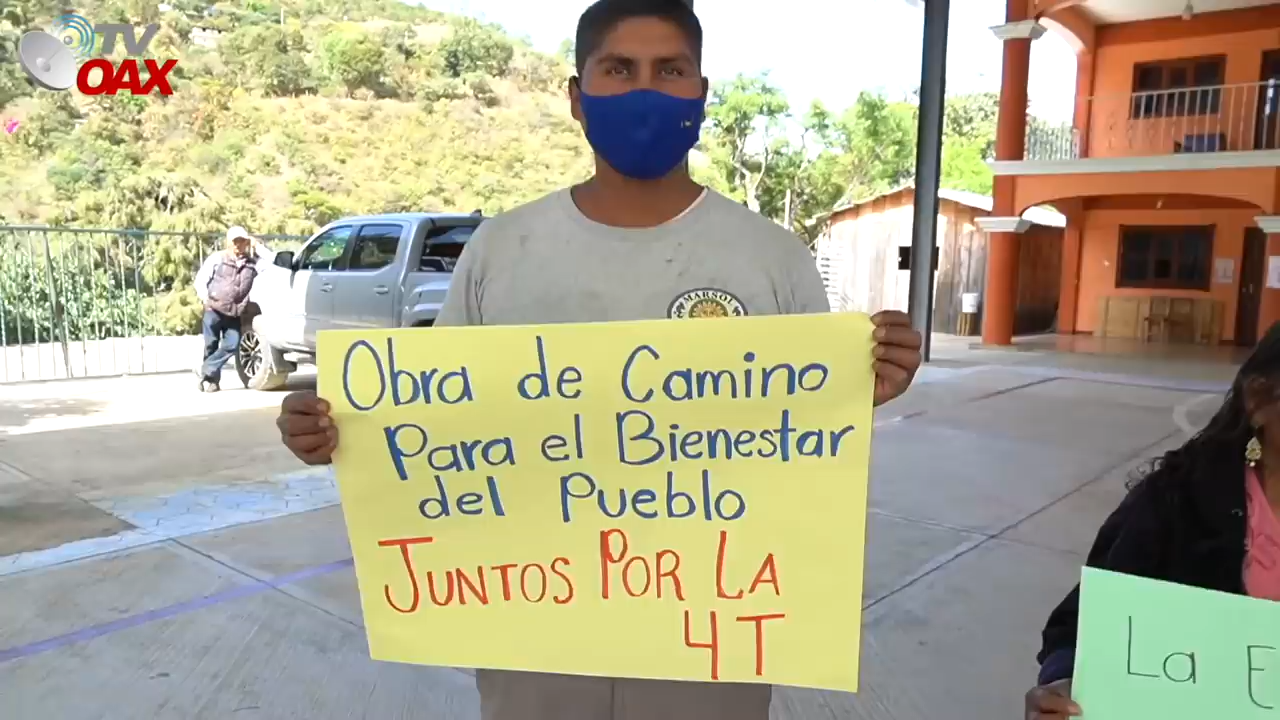 TV
OAX
MARSOL
Obra de Camino
Para el Bienestar
del Pueblo
JUNTOS POR LA
4T
La E